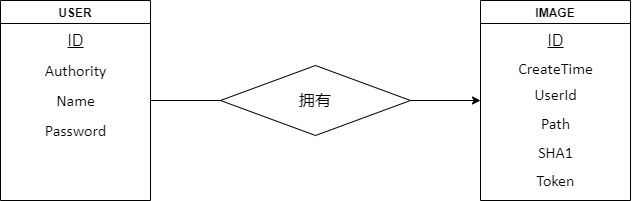 USER
ID
Authority
Name
Password
拥有
IMAGE
ID
CreateTime
UserId
Path
SHA1
Token